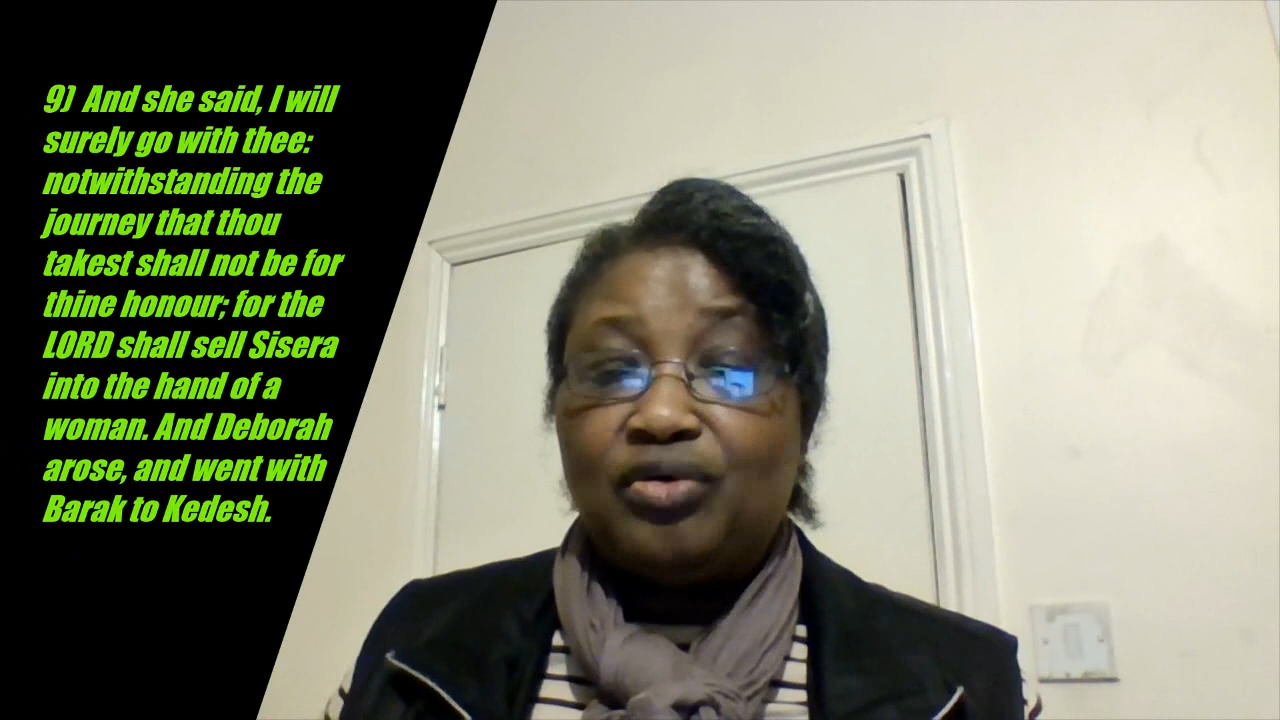 9)  And she said, I will
surely go with thee:
notwithstanding the
journey that thou
takest shall not be for
thine honour; for the
LORD shall sell Sisera
into the hand of a
woman. And Deborah
arose, and went with
Barak to Kedesh.